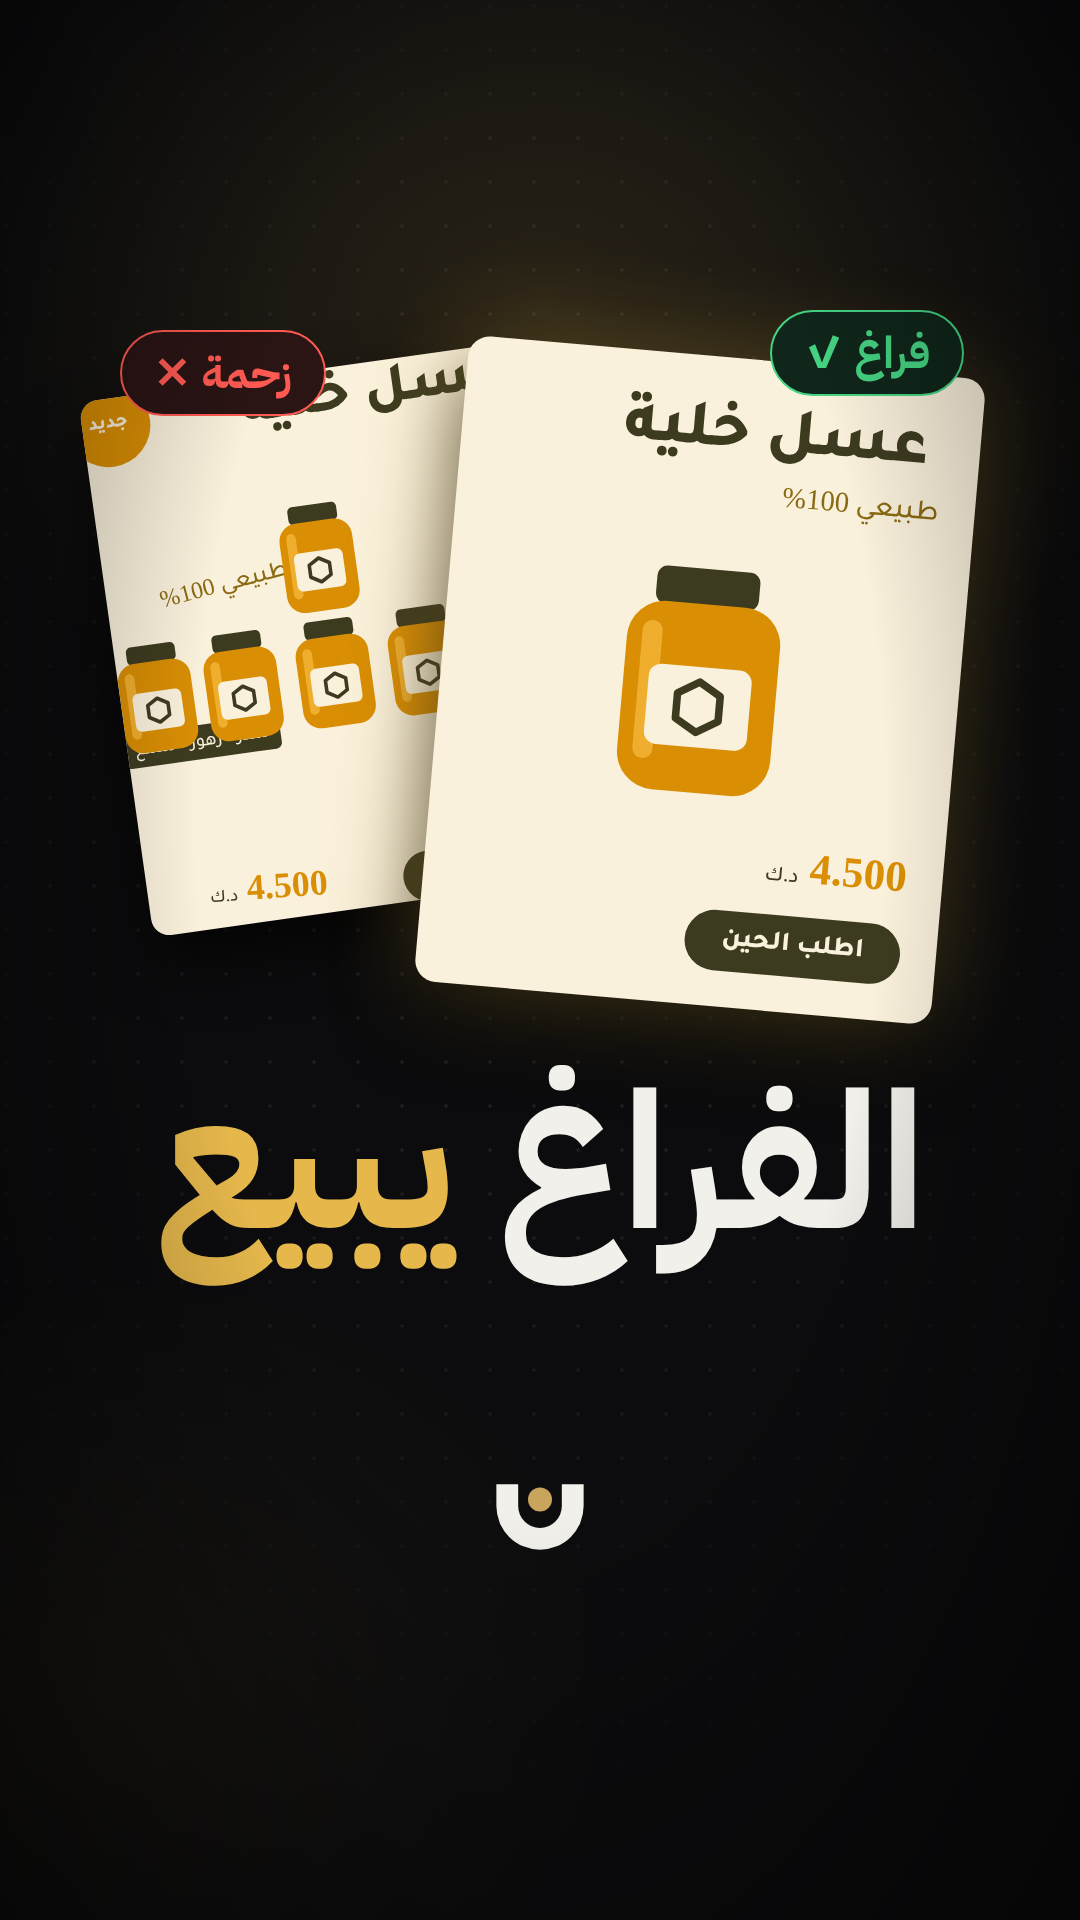 فراغ ✓
عسل خلية
طبيعي 100%
4.500 د.ك
اطلب الحين
زحمة ✕
جديد
طبيعي 100%
4.500 د.ك
الفراغ يبيع